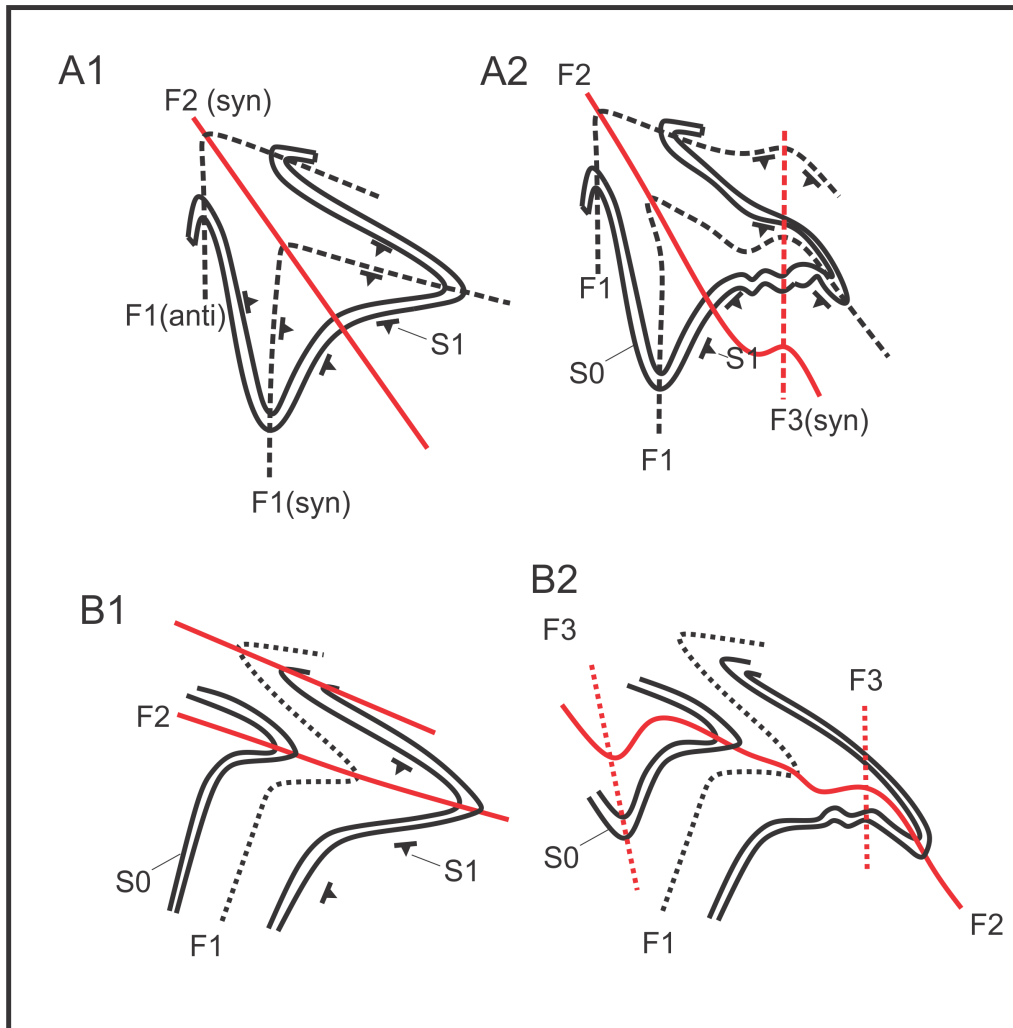 A1
F2 (syn)
F1(anti)
S1
F1(syn)
A2
F2
F1
S0
S1
F3(syn)
F1
B1
F2
S0
S1
F1
B2
F3
F3
S0
F1
F2